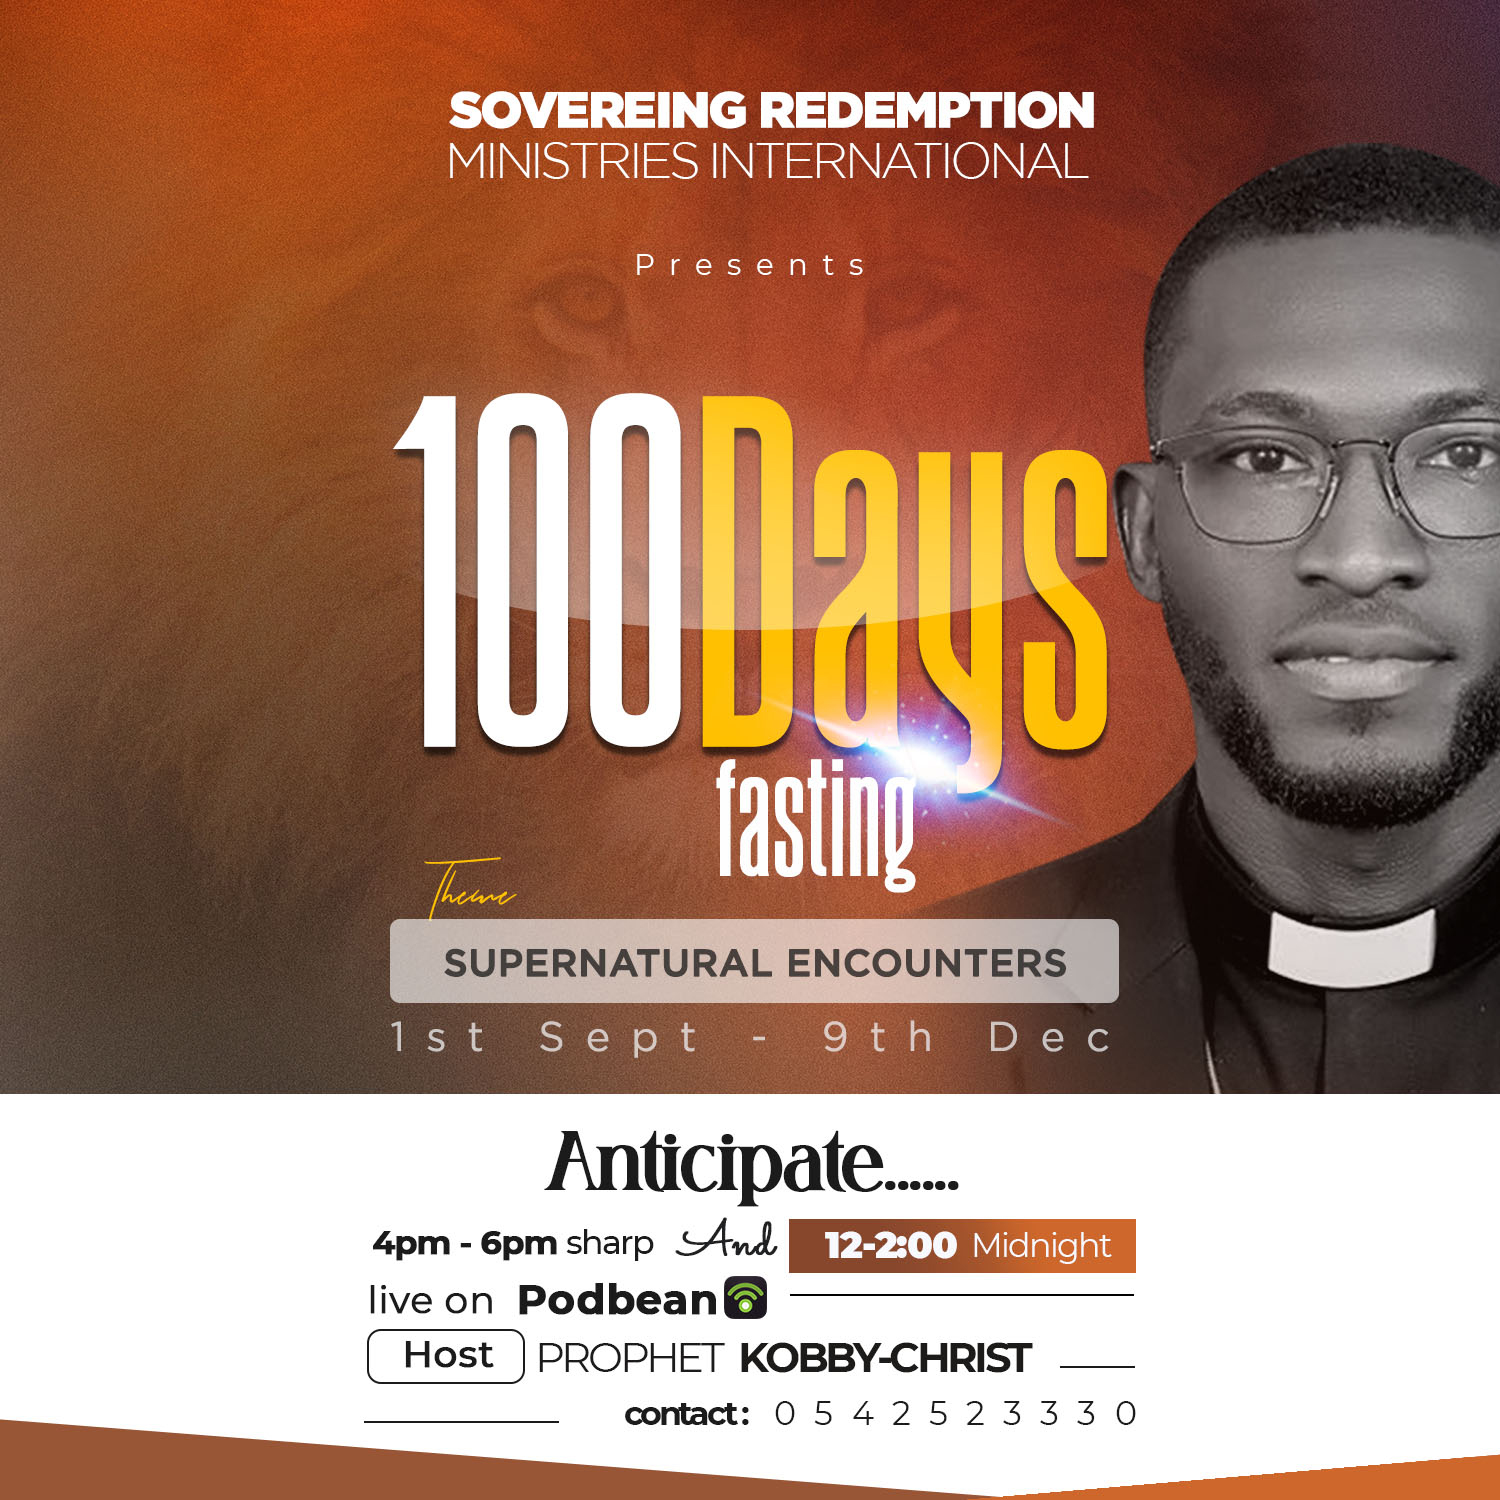 SOVEREING REDEMPTION
MINISTRIES INTERNATIONAL
Presents
100Days
fasting
Theme
SUPERNATURAL ENCOUNTERS
1st Sept - 9th Dec
Anticipate......
4pm - 6pm sharp And 12-2:00 Midnight
live on Podbean
Host PROPHET KOBBY-CHRIST
contact: 0542523330